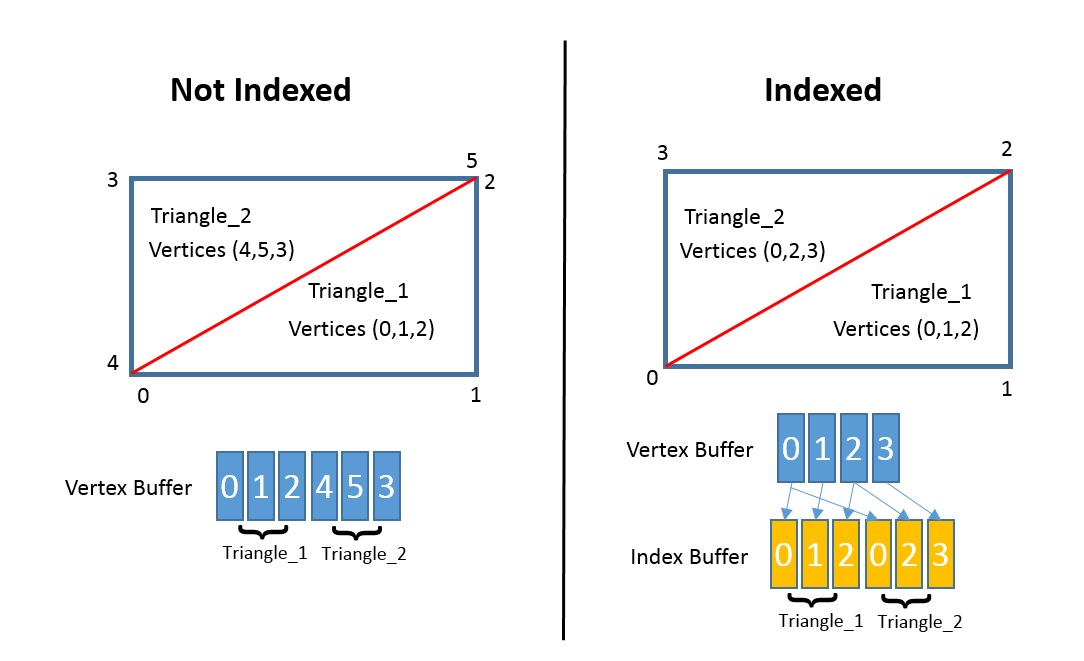 Not Indexed
5
3
2
Triangle_2
Vertices (4,5,3)
Triangle_1
Vertices (0,1,2)
4
0
1
Vertex Buffer
0 1 2 4 5 3
Triangle_1 Triangle_2
Indexed
3
2
Triangle_2
Vertices (0,2,3)
Triangle_1
Vertices (0,1,2)
0
1
Vertex Buffer
0 1 2 3
Index Buffer
0 1 2 0 2 3
Triangle_1 Triangle_2